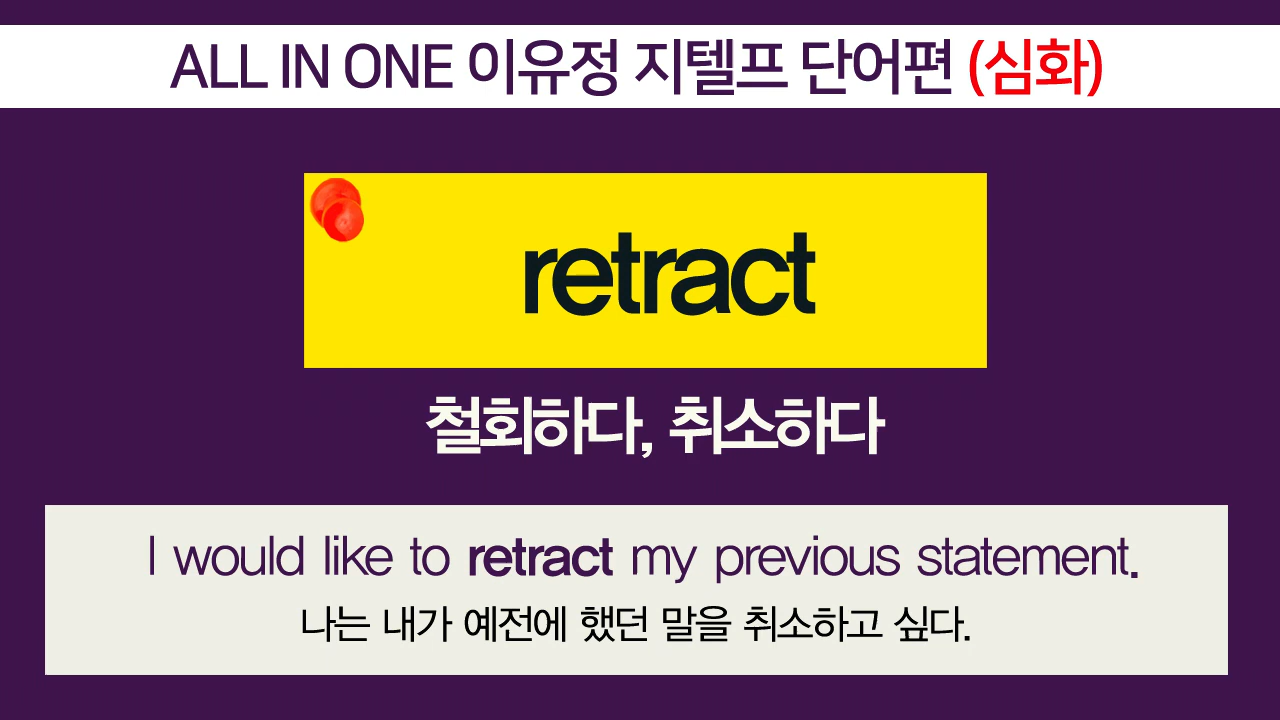 ALL IN ONE 이유정 지텔프 단어편 (심화)
retract
철회하다, 취소하다
I would like to retract my previous statement.
나는 내가 예전에 했던 말을 취소하고 싶다.